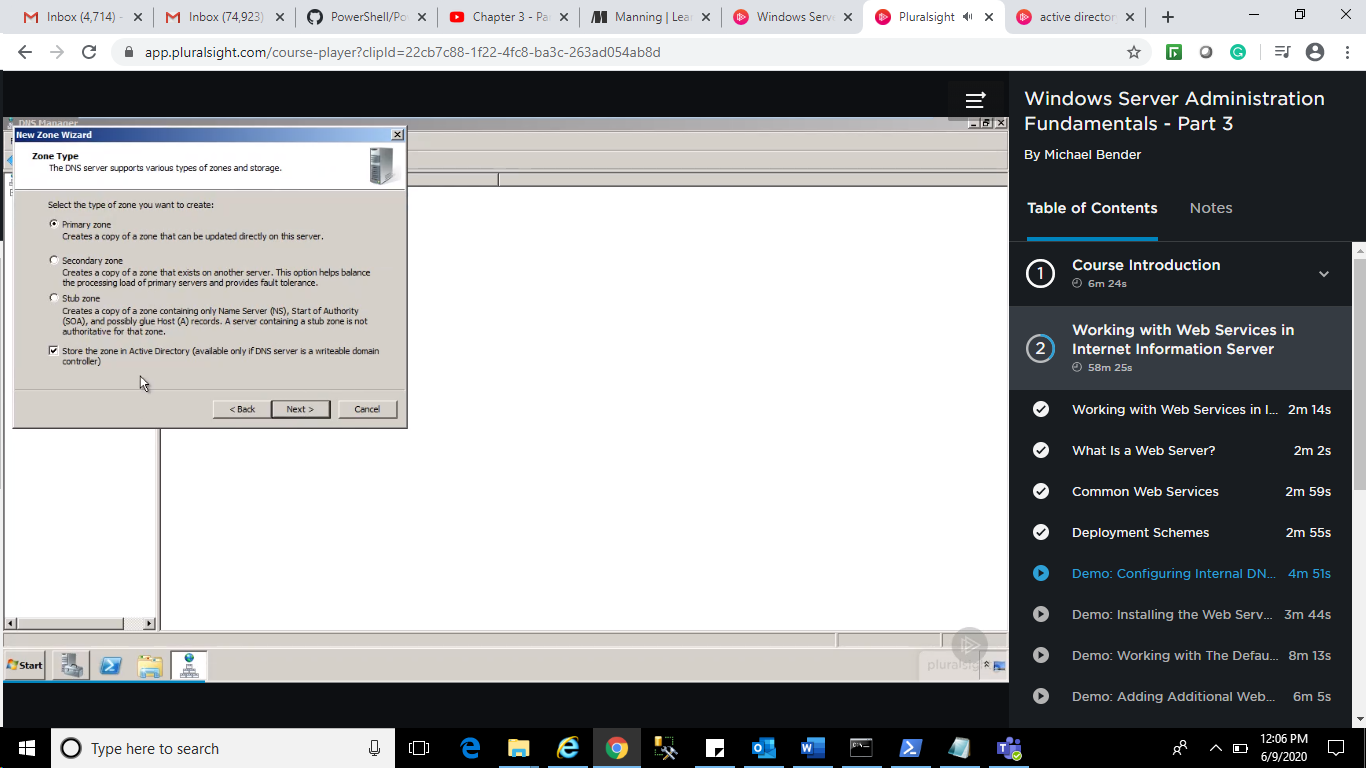 Inbox (4,714) -
Inbox (74,923)
PowerShell/Po
Chapter 3 - Pa
Manning | Lea
Windows Serv
Pluralsight
active director
app.pluralsight.com/course-player?clipId=22cb7c88-1f22-4fc8-ba3c-263ad054ab8d
DNS Manager
New Zone Wizard
Zone Type
The DNS server supports various types of zones and storage.
Select the type of zone you want to create:
Primary zone
Creates a copy of a zone that can be updated directly on this server.
Secondary zone
Creates a copy of a zone that exists on another server. This option helps balance
the processing load of primary servers and provides fault tolerance.
Stub zone
Creates a copy of a zone containing only Name Server (NS), Start of Authority
(SOA), and possibly glue Host (A) records. A server containing a stub zone is not
authoritative for that zone.
Store the zone in Active Directory (available only if DNS server is a writeable domain
controller)
< Back
Next >
Cancel
Start
pluralsig
Windows Server Administration
Fundamentals - Part 3
By Michael Bender
Table of Contents
Notes
1
Course Introduction
6m 24s
2
Working with Web Services in
Internet Information Server
58m 25s
Working with Web Services in I... 2m 14s
What Is a Web Server? 2m 2s
Common Web Services 2m 59s
Deployment Schemes 2m 55s
Demo: Configuring Internal DN... 4m 51s
Demo: Installing the Web Serv... 3m 44s
Demo: Working with The Defau... 8m 13s
Demo: Adding Additional Web... 6m 5s
Type here to search
12:06 PM
6/9/2020